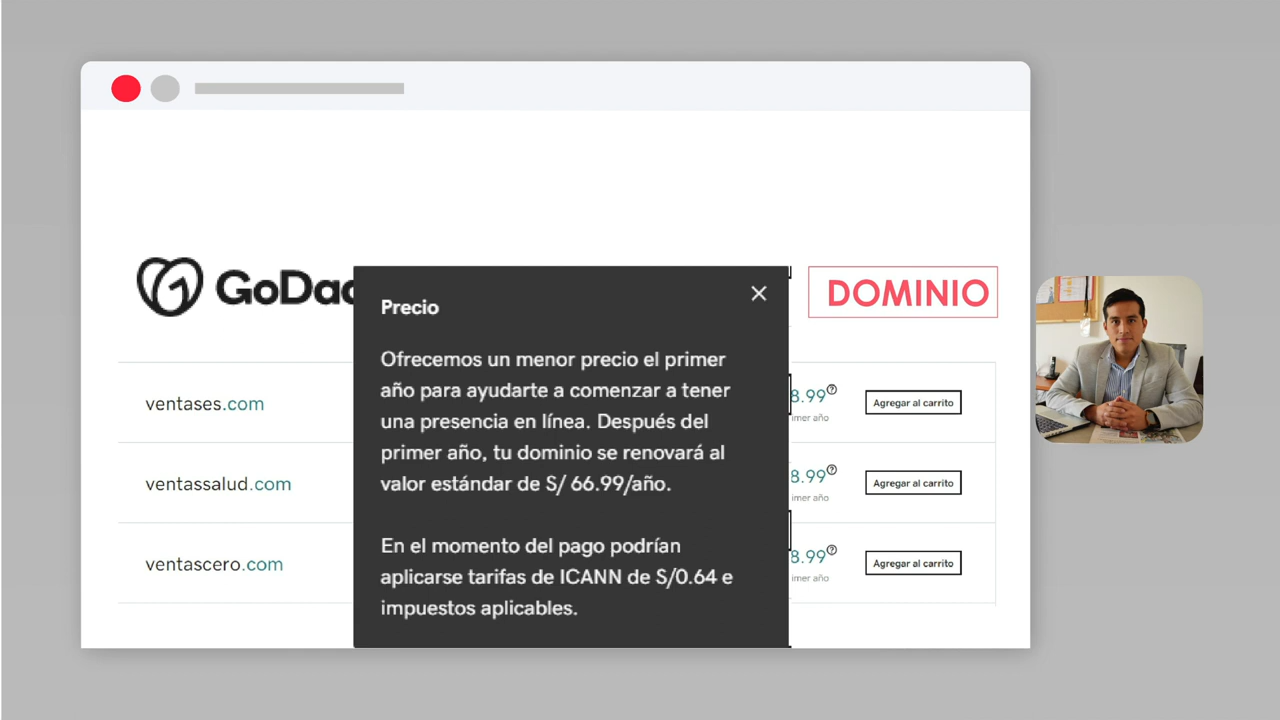 GoDad
DOMINIO
Precio
Ofrecemos un menor precio el primer
año para ayudarte a comenzar a tener
una presencia en línea. Después del
primer año, tu dominio se renovará al
valor estándar de S/ 66.99/año.
En el momento del pago podrían
aplicarse tarifas de ICANN de S/0.64 e
impuestos aplicables.
ventases.com
8.99
imer año
Agregar al carrito
ventassalud.com
8.99
imer año
Agregar al carrito
ventascero.com
8.99
imer año
Agregar al carrito